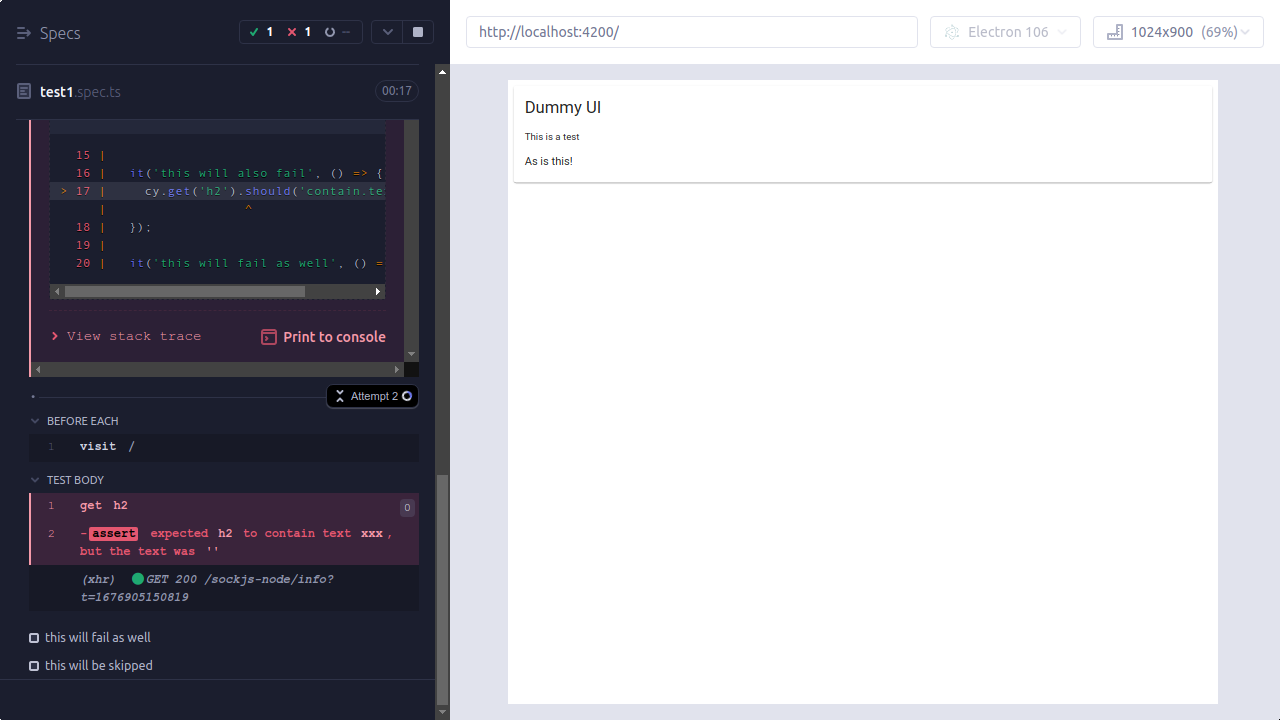 Specs
1 1 --
test1.spec.ts 00:17
15 |
16 | it('this will also fail', () => {
> 17 | cy.get('h2').should('contain.te
| ^
18 | });
19 |
20 | it('this will fail as well', () =
View stack trace
Print to console
Attempt 2
BEFORE EACH
1 visit /
TEST BODY
1 get h2 0
2 -assert expected h2 to contain text xxx,
but the text was ''
(xhr) GET 200 /sockjs-node/info?
t=1676905150819
this will fail as well
this will be skipped
http://localhost:4200/
Electron 106
1024x900 (69%)
Dummy UI
This is a test
As is this!